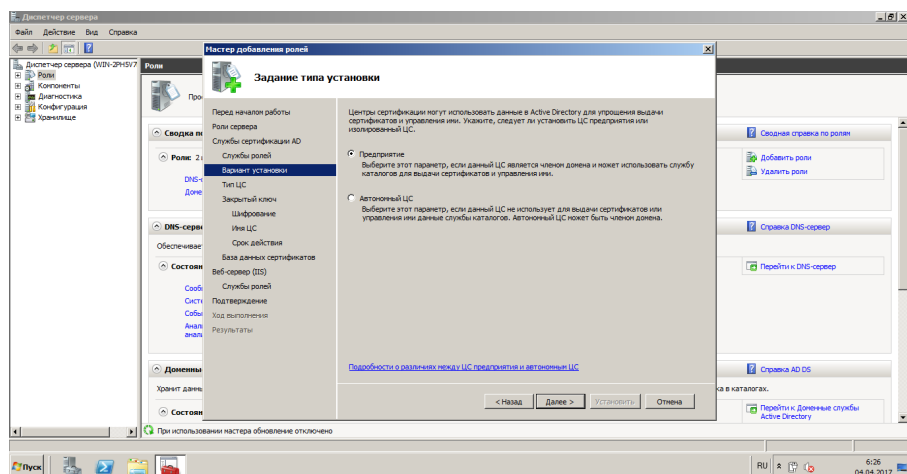 Диспетчер сервера
Файл Действие Вид Справка
Диспетчер сервера (WIN-2PH5V7
Роли
Компоненты
Диагностика
Конфигурация
Хранилище
Роли
Мастер добавления ролей
Задание типа установки
Перед началом работы
Роли сервера
Службы сертификации AD
Службы ролей
Вариант установки
Тип ЦС
Закрытый ключ
Шифрование
Имя ЦС
Срок действия
База данных сертификатов
Веб-сервер (IIS)
Службы ролей
Подтверждение
Ход выполнения
Результаты
Центры сертификации могут использовать данные в Active Directory для упрощения выдачи
сертификатов и управления ими. Укажите, следует ли установить ЦС предприятия или
изолированный ЦС.
Предприятие
Выберите этот параметр, если данный ЦС является членом домена и может использовать службу
каталогов для выдачи сертификатов и управления ими.
Автономный ЦС
Выберите этот параметр, если данный ЦС не использует для выдачи сертификатов или
управления ими данные службы каталогов. Автономный ЦС может быть членом домена.
Подробности о различиях между ЦС предприятия и автономным ЦС
< Назад Далее > Установить Отмена
Про
Сводка п
Роли: 2
DNS-
Доме
DNS-серв
Обеспечивает
Состоян
Сооб
Систе
Собы
Анал
анали
Доменны
Хранит данны
Состоян
Сводная справка по ролям
Добавить роли
Удалить роли
Справка DNS-сервер
Перейти к DNS-сервер
Справка AD DS
ка в каталогах.
Перейти к Доменные службы
Active Directory
При использовании мастера обновление отключено
Пуск
RU
6:26
04.04.2017